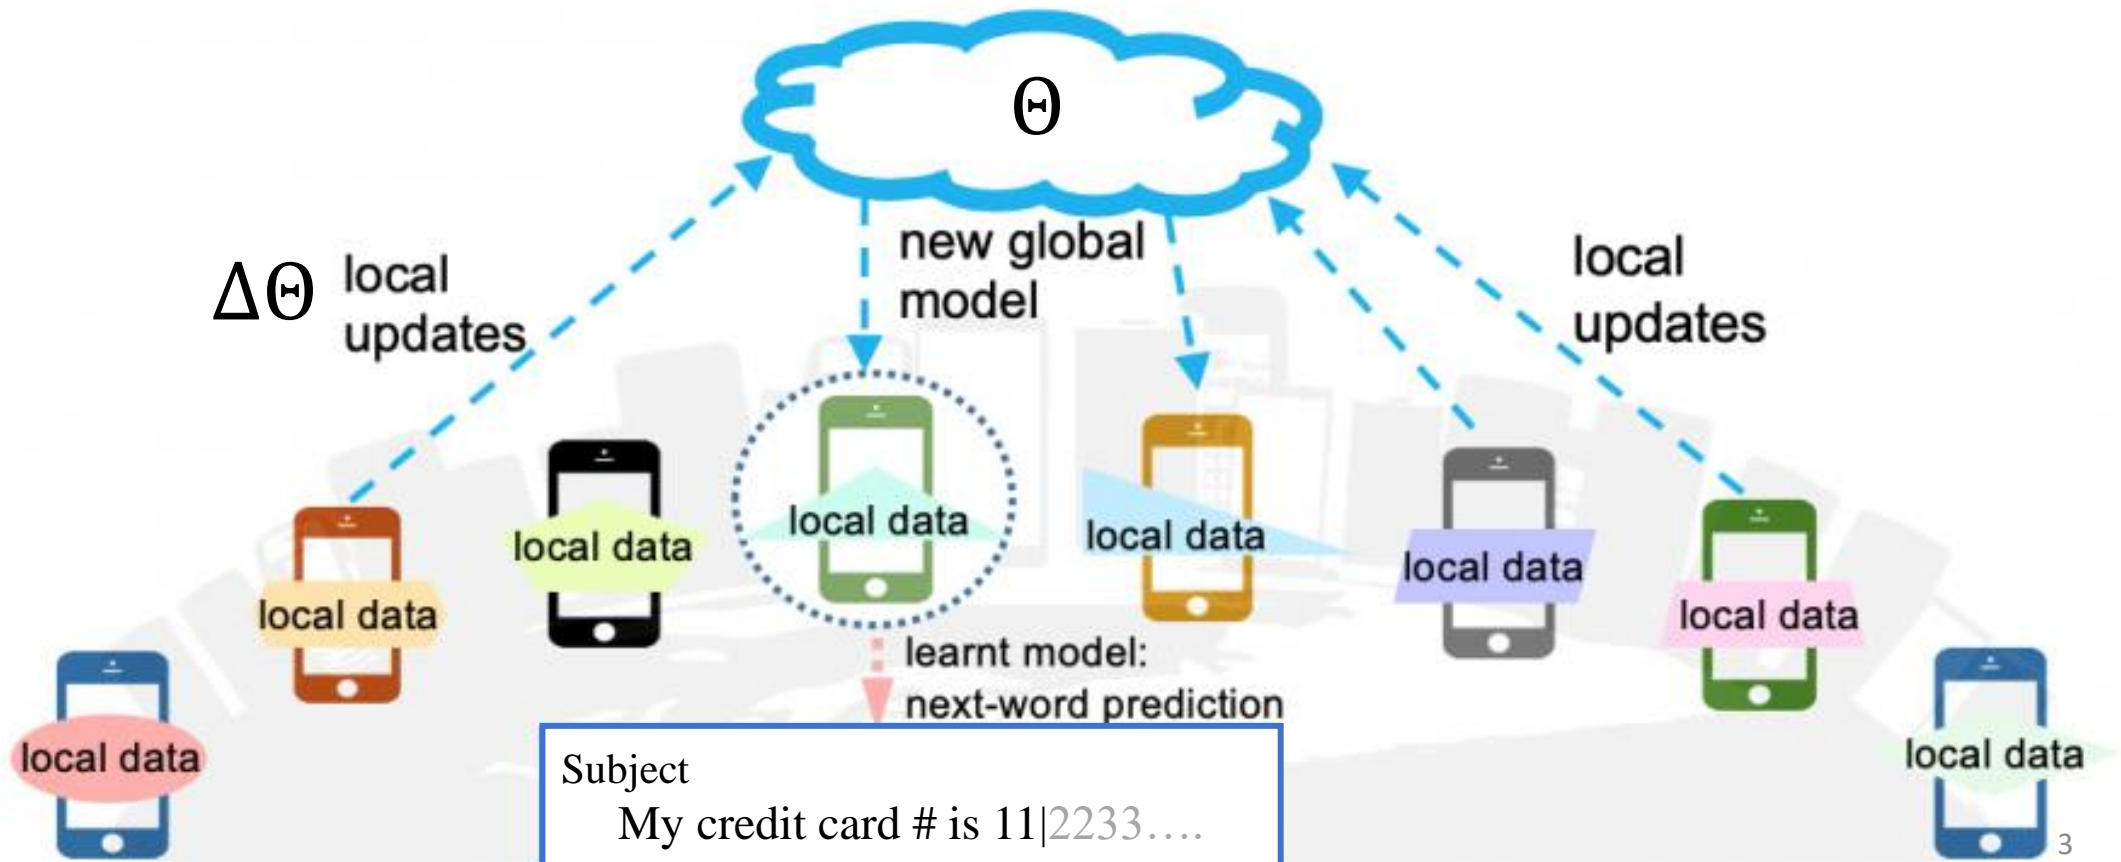 Θ
new global
model
ΔΘ
local
updates
local
updates
local data
local data
local data
local data
local data
local data
local data
local data
learnt model:
next-word prediction
Subject
My credit card # is 11|2233....
3